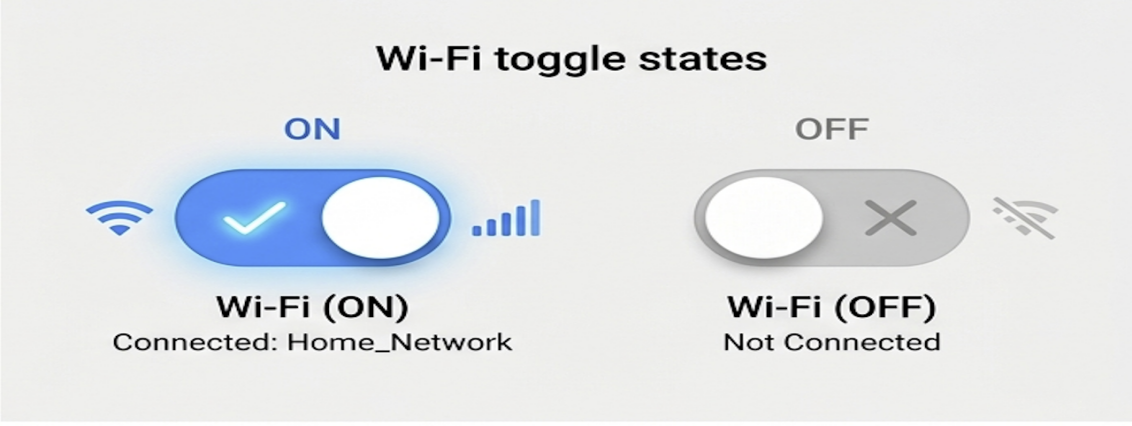 Wi-Fi toggle states
ON
OFF
Wi-Fi (ON)
Connected: Home_Network
Wi-Fi (OFF)
Not Connected